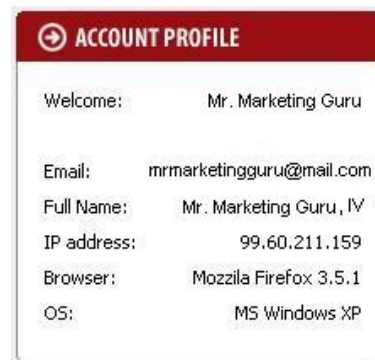 ACCOUNT PROFILE
Welcome: Mr. Marketing Guru
Email: mrmarketingguru@mail.com
Full Name: Mr. Marketing Guru, IV
IP address: 99.60.211.159
Browser: Mozzila Firefox 3.5.1
OS: MS Windows XP